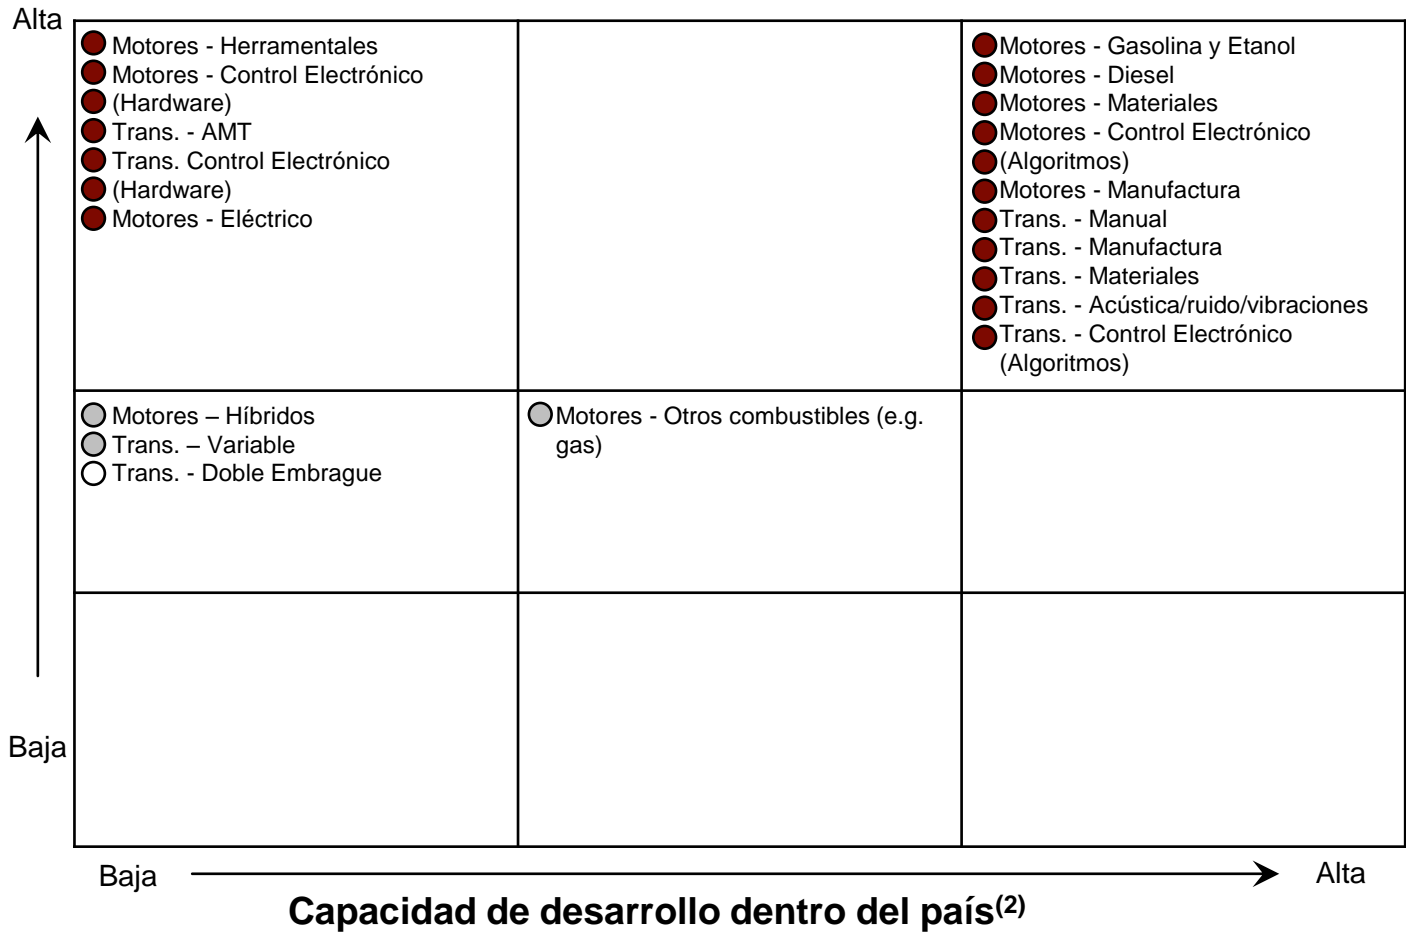 Alta
Motores - Herramentales
Motores - Control Electrónico
(Hardware)
Trans. - AMT
Trans. Control Electrónico
(Hardware)
Motores - Eléctrico
Motores - Gasolina y Etanol
Motores - Diesel
Motores - Materiales
Motores - Control Electrónico
(Algoritmos)
Motores - Manufactura
Trans. - Manual
Trans. - Manufactura
Trans. - Materiales
Trans. - Acústica/ruido/vibraciones
Trans. - Control Electrónico
(Algoritmos)
Motores – Híbridos
Trans. – Variable
Trans. - Doble Embrague
Motores - Otros combustibles (e.g.
gas)
Baja
Baja
Alta
Capacidad de desarrollo dentro del país(2)